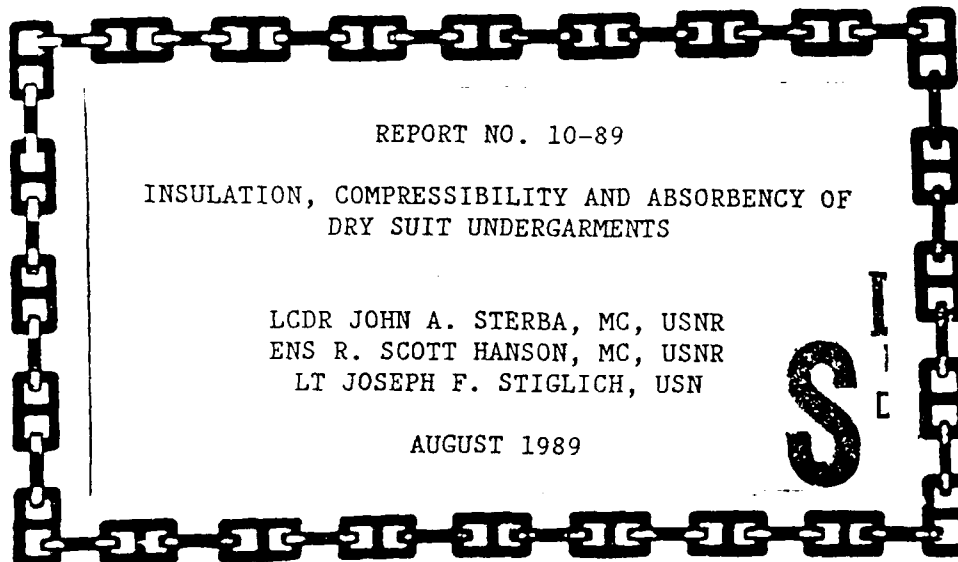 REPORT NO. 10-89
INSULATION, COMPRESSIBILITY AND ABSORBENCY OF
DRY SUIT UNDERGARMENTS
LCDR JOHN A. STERBA, MC, USNR
ENS R. SCOTT HANSON, MC, USNR
LT JOSEPH F. STIGLICH, USN
AUGUST 1989
S